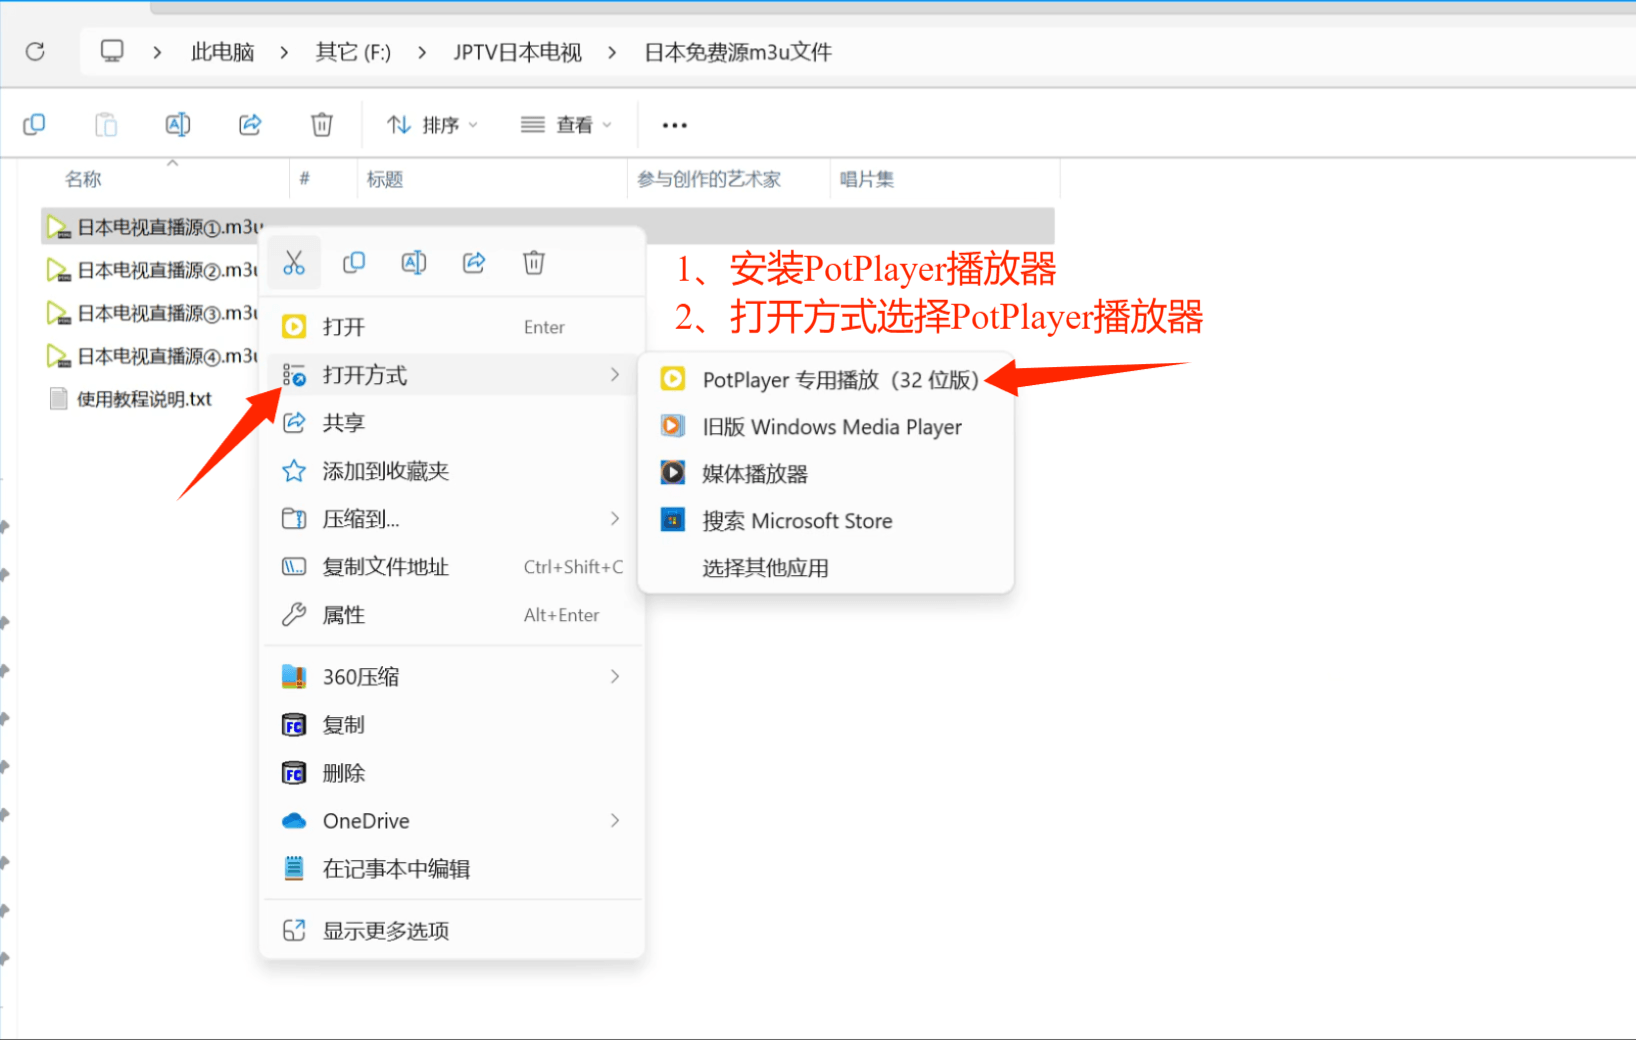 此电脑 > 其它 (F:) > JPTV日本电视 > 日本免费源m3u文件
排序 查看
名称 # 标题 参与创作的艺术家 唱片集
日本电视直播源①.m3u
日本电视直播源②.m3u
日本电视直播源③.m3u
日本电视直播源④.m3u
使用教程说明.txt
1、安装PotPlayer播放器
2、打开方式选择PotPlayer播放器
打开 Enter
打开方式
共享
添加到收藏夹
压缩到...
复制文件地址 Ctrl+Shift+C
属性 Alt+Enter
360压缩
复制
删除
OneDrive
在记事本中编辑
显示更多选项
PotPlayer 专用播放（32 位版）
旧版 Windows Media Player
媒体播放器
搜索 Microsoft Store
选择其他应用